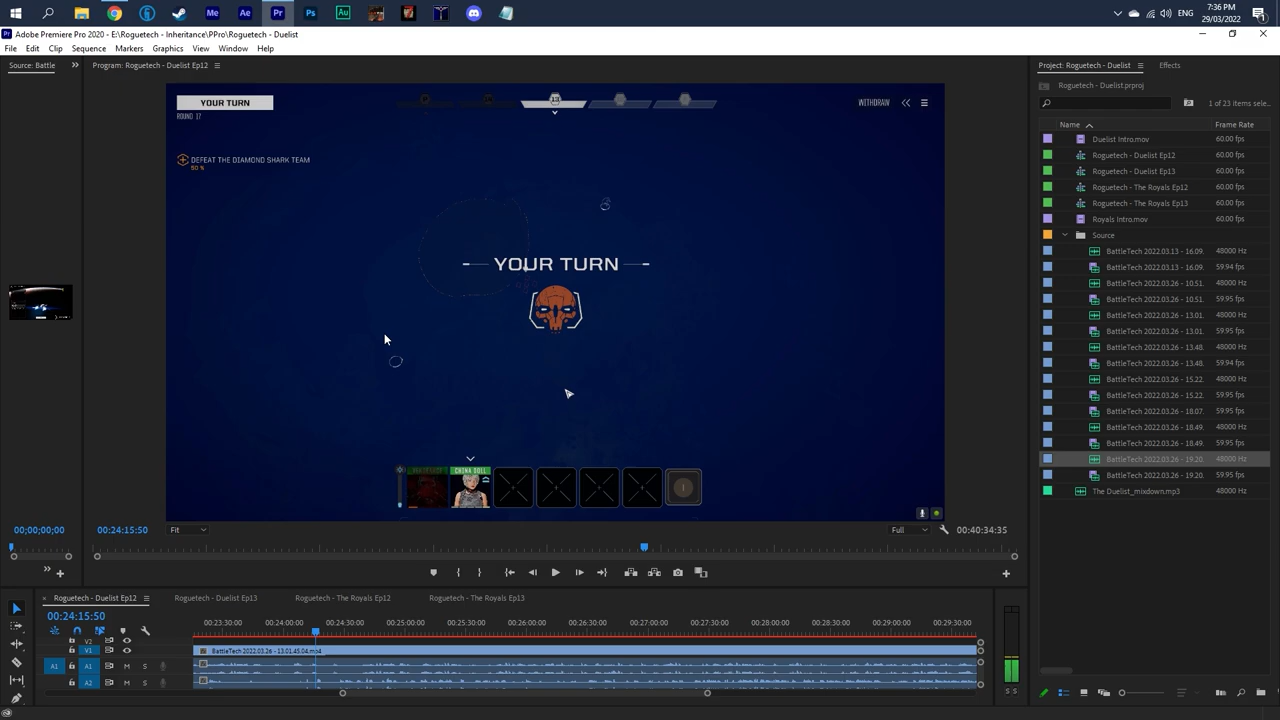 7:36 PM
ENG
29/03/2022
Adobe Premiere Pro 2020 - E:\Roguetech - Inheritance\PPro\Roguetech - Duelist
File Edit Clip Sequence Markers Graphics View Window Help
Source: Battle
Program: Roguetech - Duelist Ep12
Project: Roguetech - Duelist
Effects
Roguetech - Duelist.prproj
1 of 23 items sele...
Name
Frame Rate
Duelist Intro.mov 60.00 fps
Roguetech - Duelist Ep12 60.00 fps
Roguetech - Duelist Ep13 60.00 fps
Roguetech - The Royals Ep12 60.00 fps
Roguetech - The Royals Ep13 60.00 fps
Royals Intro.mov 60.00 fps
Source
BattleTech 2022.03.13 - 16.09. 48000 Hz
BattleTech 2022.03.13 - 16.09. 59.94 fps
BattleTech 2022.03.26 - 10.51. 48000 Hz
BattleTech 2022.03.26 - 10.51. 59.95 fps
BattleTech 2022.03.26 - 13.01. 48000 Hz
BattleTech 2022.03.26 - 13.01. 59.95 fps
BattleTech 2022.03.26 - 13.48. 48000 Hz
BattleTech 2022.03.26 - 13.48. 59.94 fps
BattleTech 2022.03.26 - 15.22. 48000 Hz
BattleTech 2022.03.26 - 15.22. 59.95 fps
BattleTech 2022.03.26 - 18.07. 59.95 fps
BattleTech 2022.03.26 - 18.49. 48000 Hz
BattleTech 2022.03.26 - 18.49. 59.95 fps
BattleTech 2022.03.26 - 19.20. 48000 Hz
BattleTech 2022.03.26 - 19.20. 59.95 fps
The Duelist_mixdown.mp3 48000 Hz
YOUR TURN
ROUND 17
13
WITHDRAW
DEFEAT THE DIAMOND SHARK TEAM
50 %
YOUR TURN
CHINA DOLL
00;00;00;00
00:24:15:50
Fit
Full
00:40:34:35
Roguetech - Duelist Ep12
Roguetech - Duelist Ep13
Roguetech - The Royals Ep12
Roguetech - The Royals Ep13
00:24:15:50
00:23:30:00 00:24:00:00 00:24:30:00 00:25:00:00 00:25:30:00 00:26:00:00 00:26:30:00 00:27:00:00 00:27:30:00 00:28:00:00 00:28:30:00 00:29:00:00 00:29:30:00
V2
V1
BattleTech 2022.03.26 - 13.01.45.04.mp4
A1 A1 M S
A2 M S
S S